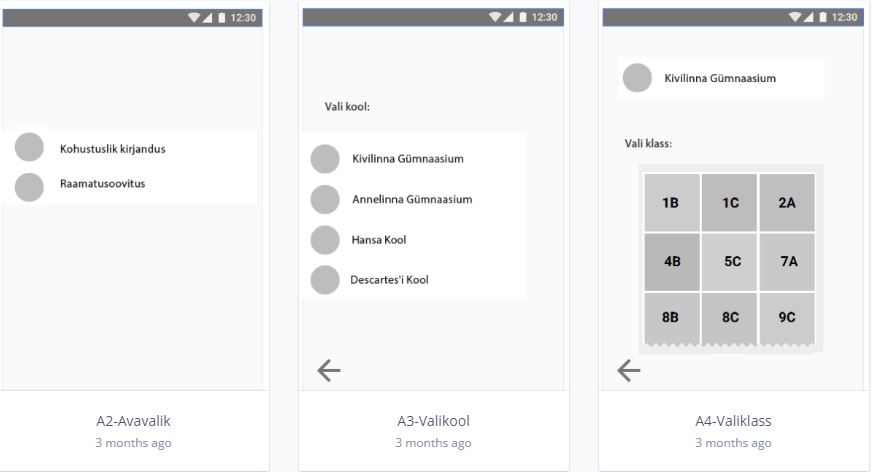 12:30
Kohustuslik kirjandus
Raamatusoovitus
A2-Avavalik
3 months ago
12:30
Vali kool:
Kivilinna Gümnaasium
Annelinna Gümnaasium
Hansa Kool
Descartes'i Kool
A3-Valikool
3 months ago
12:30
Kivilinna Gümnaasium
Vali klass:
1B 1C 2A
4B 5C 7A
8B 8C 9C
A4-Valiklass
3 months ago